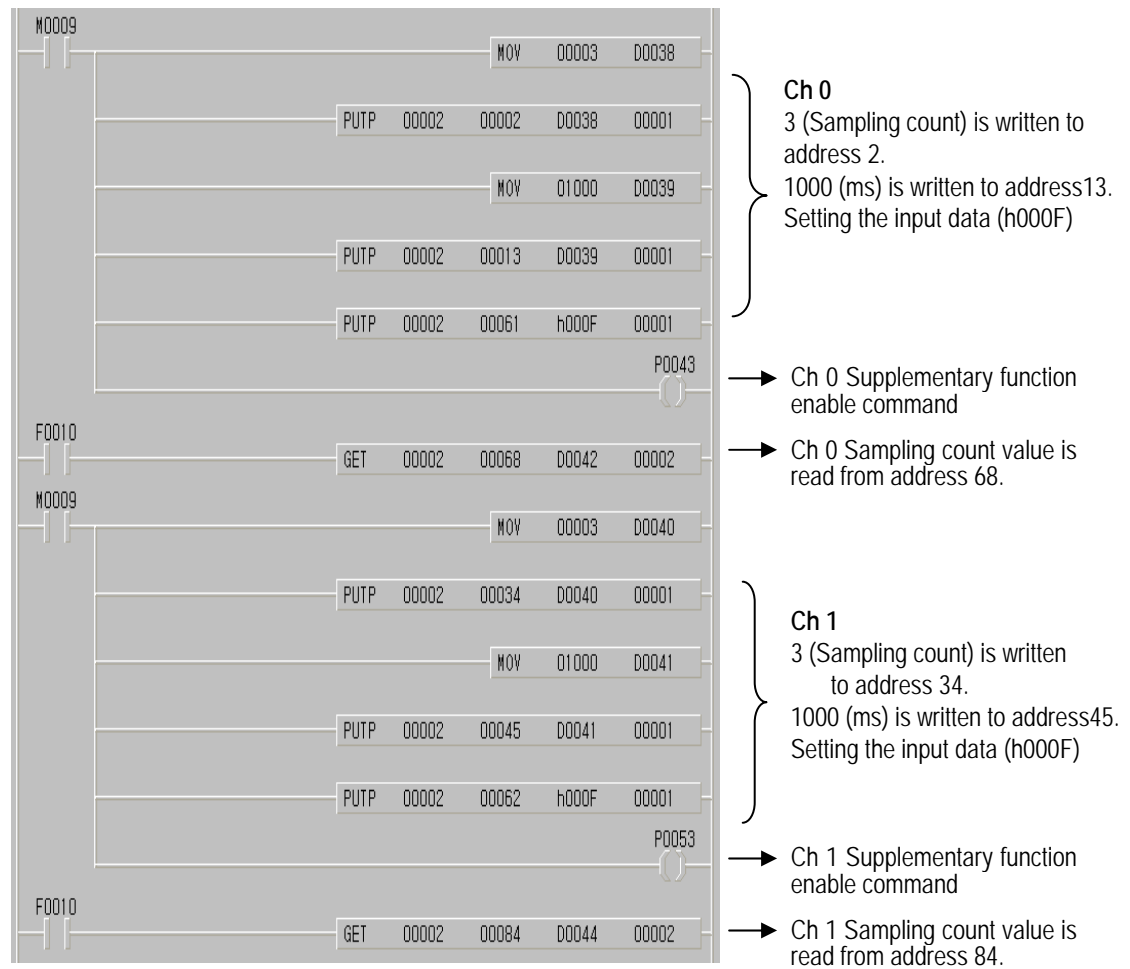 M0009
MOV 00003 D0038
PUTP 00002 00002 D0038 00001
MOV 01000 D0039
PUTP 00002 00013 D0039 00001
PUTP 00002 00061 h000F 00001
P0043
Ch 0
3 (Sampling count) is written to
address 2.
1000 (ms) is written to address13.
Setting the input data (h000F)
Ch 0 Supplementary function
enable command
F0010
GET 00002 00068 D0042 00002
Ch 0 Sampling count value is
read from address 68.
M0009
MOV 00003 D0040
PUTP 00002 00034 D0040 00001
MOV 01000 D0041
PUTP 00002 00045 D0041 00001
PUTP 00002 00062 h000F 00001
P0053
Ch 1
3 (Sampling count) is written
to address 34.
1000 (ms) is written to address45.
Setting the input data (h000F)
Ch 1 Supplementary function
enable command
F0010
GET 00002 00084 D0044 00002
Ch 1 Sampling count value is
read from address 84.